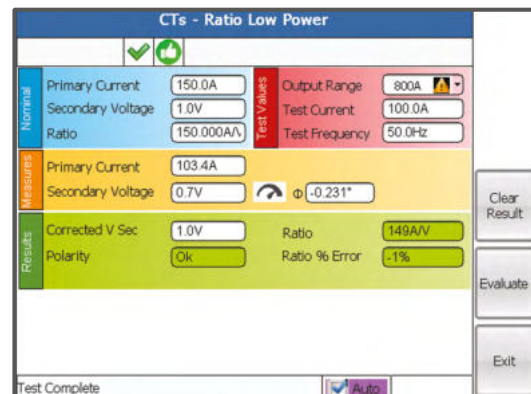 CTs - Ratio Low Power
Nominal
Primary Current 150.0A
Secondary Voltage 1.0V
Ratio 150.000A/V
Test Values
Output Range 800A
Test Current 100.0A
Test Frequency 50.0Hz
Measures
Primary Current 103.4A
Secondary Voltage 0.7V Φ -0.231°
Results
Corrected V Sec 1.0V Ratio 149A/V
Polarity Ok Ratio % Error -1%
Clear
Result
Evaluate
Exit
Test Complete Auto